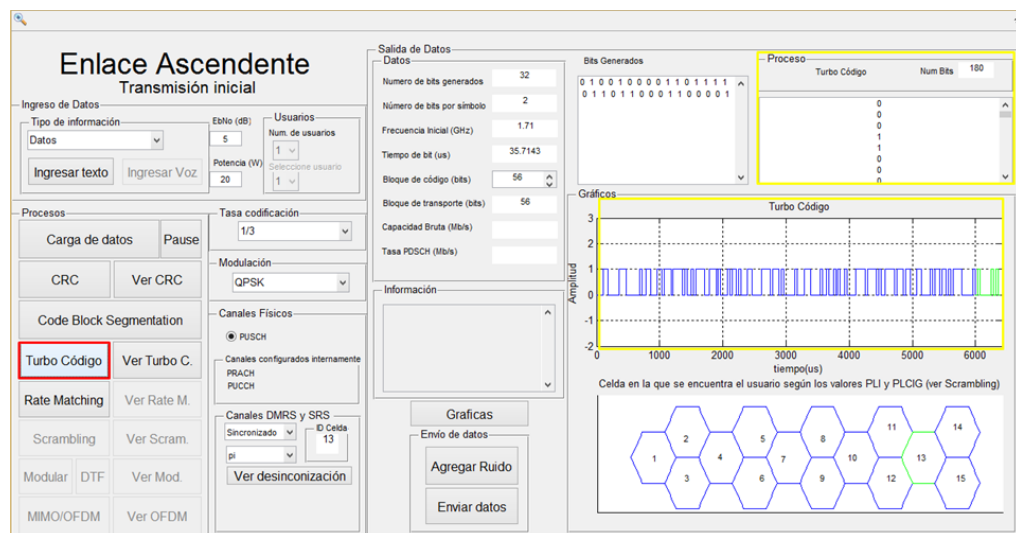 Enlace Ascendente
Transmisión inicial
Ingreso de Datos
Tipo de información
Datos
Ingresar texto
Ingresar Voz
EbNo (dB)
5
Potencia (W)
20
Usuarios
Num. de usuarios
1
Seleccione usuario
1
Procesos
Carga de datos
Pause
CRC
Ver CRC
Code Block Segmentation
Turbo Código
Ver Turbo C.
Rate Matching
Ver Rate M.
Scrambling
Ver Scram.
Modular
DTF
Ver Mod.
MIMO/OFDM
Ver OFDM
Tasa codificación
1/3
Modulación
QPSK
Canales Físicos
PUSCH
Canales configurados internamente
PRACH
PUCCH
Canales DMRS y SRS
Sincronizado
pi
ID Celda
13
Ver desinconización
Salida de Datos
Datos
Numero de bits generados
32
Número de bits por símbolo
2
Frecuencia Inicial (GHz)
1.71
Tiempo de bit (us)
35.7143
Bloque de código (bits)
56
Bloque de transporte (bits)
56
Capacidad Bruta (Mb/s)
Tasa PDSCH (Mb/s)
Información
Graficas
Envío de datos
Agregar Ruido
Enviar datos
Bits Generados
0 1 0 0 1 0 0 0 0 1 1 0 1 1 1 1
0 1 1 0 1 1 0 0 0 1 1 0 0 0 0 1
Proceso
Turbo Código
Num Bits
180
0
0
0
1
1
0
0
0
Gráficos
Turbo Código
3
2
1
0
-1
-2
Amplitud
0 1000 2000 3000 4000 5000 6000
tiempo(us)
Celda en la que se encuentra el usuario según los valores PLI y PLCIG (ver Scrambling)
1
2
3
4
5
6
7
8
9
10
11
12
13
14
15